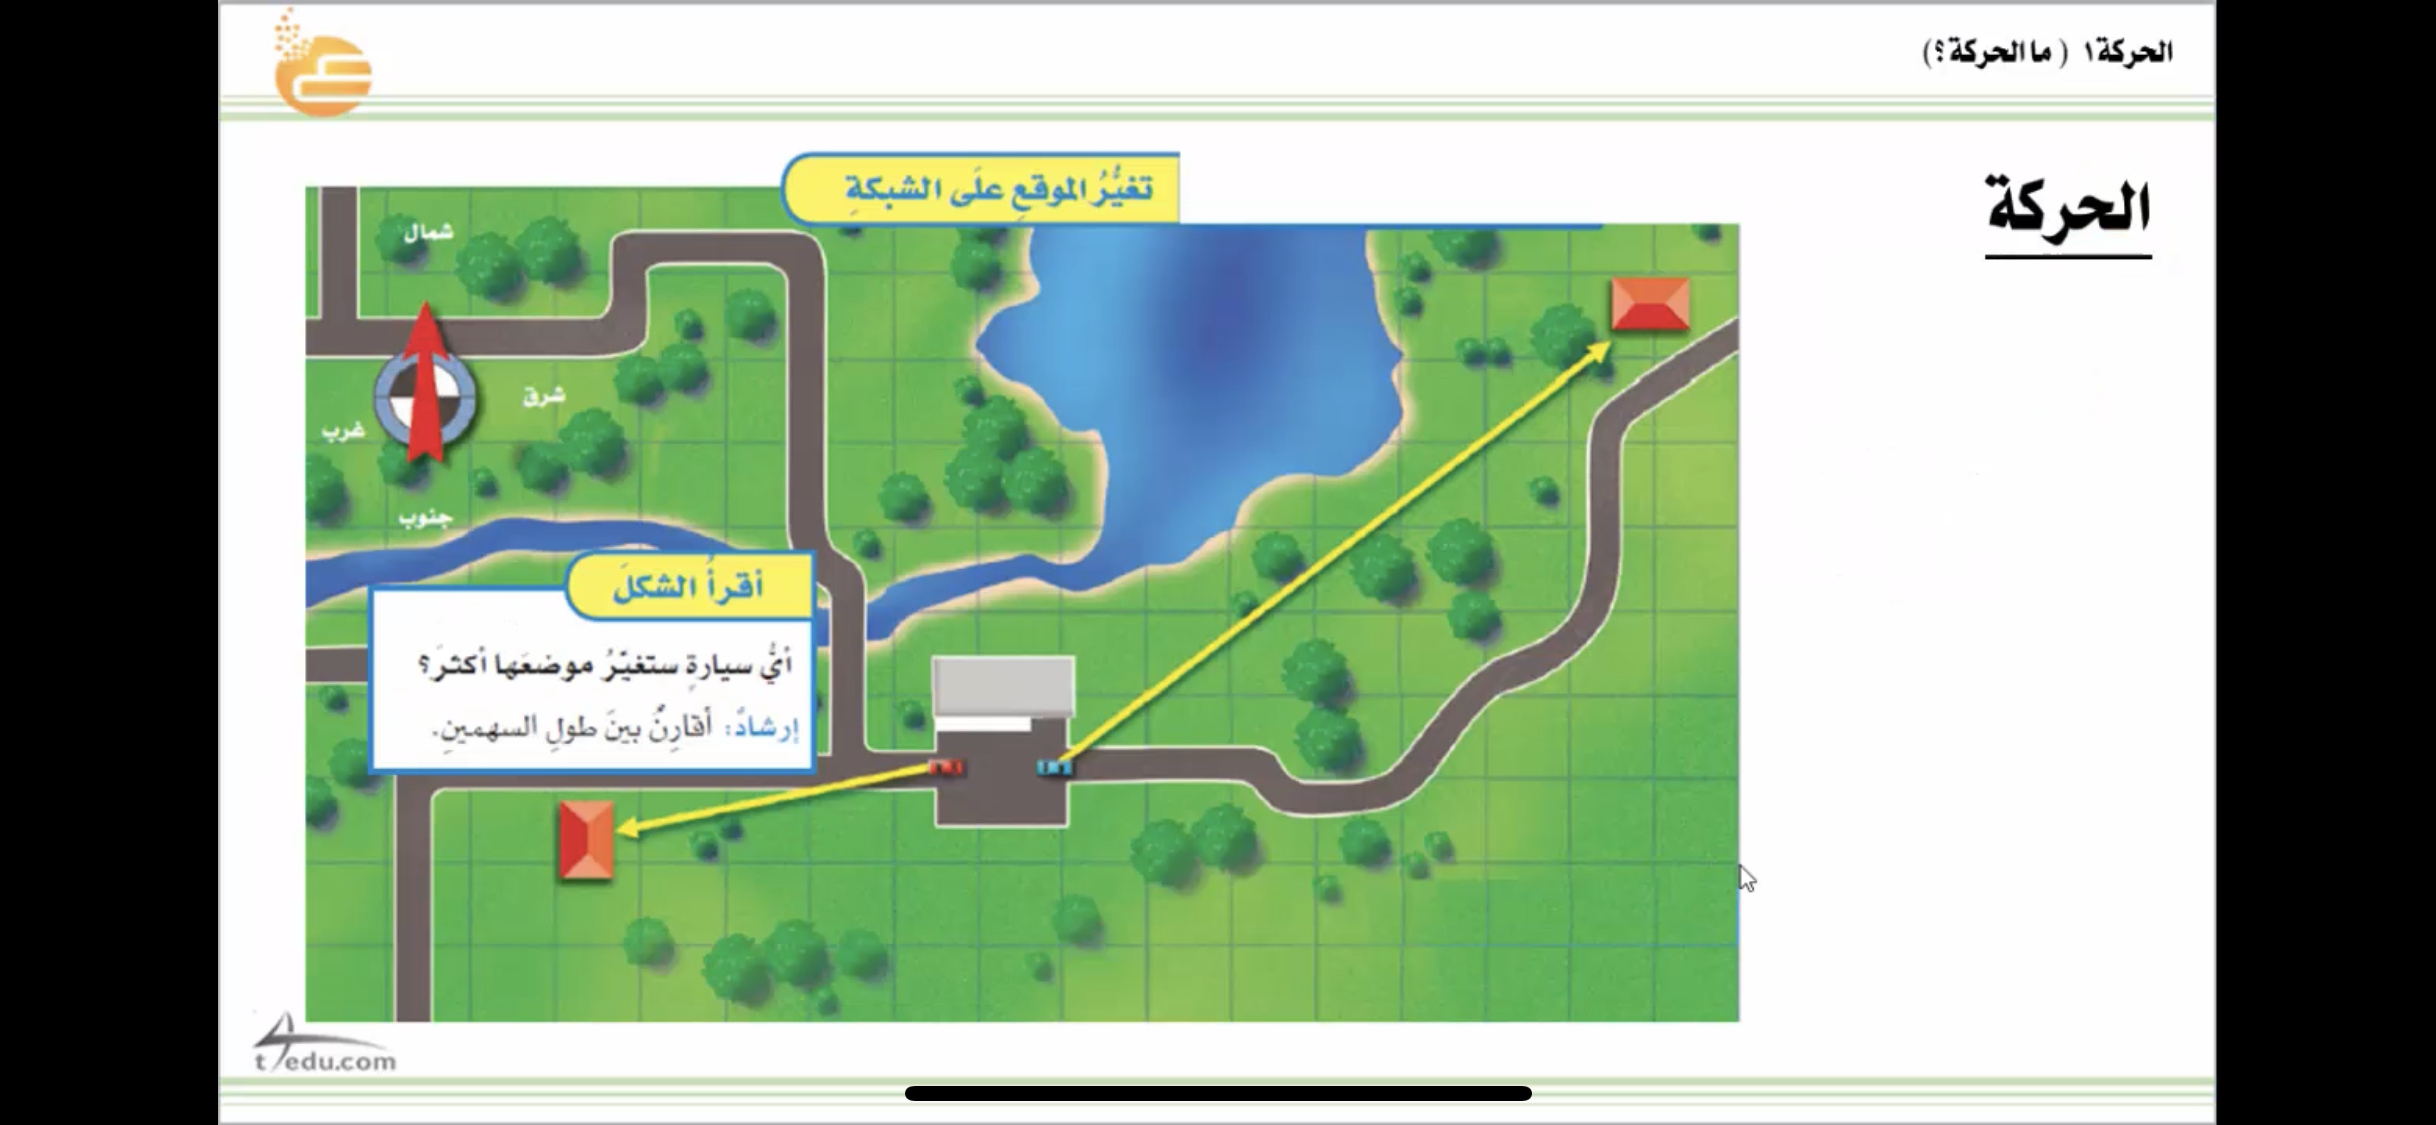 الحركة١ ( ما الحركة؟)
الحركة
تغيُّرُ الموقعِ علَى الشبكةِ
شمال
شرق
غرب
جنوب
أقرأُ الشكلَ
أيُّ سيارةٍ ستغيّرُ موضعَها أكثرَ؟
إرشادٌ: أقارِنُ بينَ طولِ السهمينِ.
t4edu.com